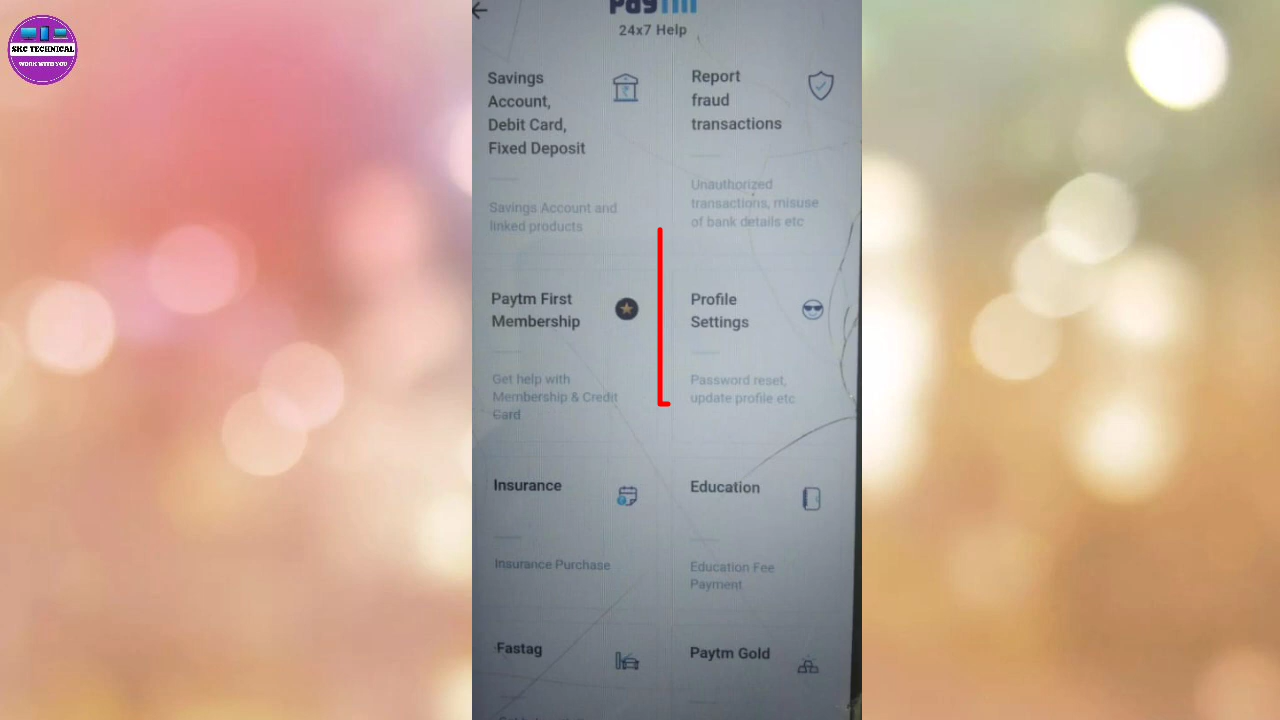 SKC TECHNICAL
WORK WITH YOU
Paytm
24x7 Help
Savings
Account,
Debit Card,
Fixed Deposit
Savings Account and
linked products
Report
fraud
transactions
Unauthorized
transactions, misuse
of bank details etc
Paytm First
Membership
Get help with
Membership & Credit
Card
Profile
Settings
Password reset,
update profile etc
Insurance
Insurance Purchase
Education
Education Fee
Payment
Fastag
Paytm Gold